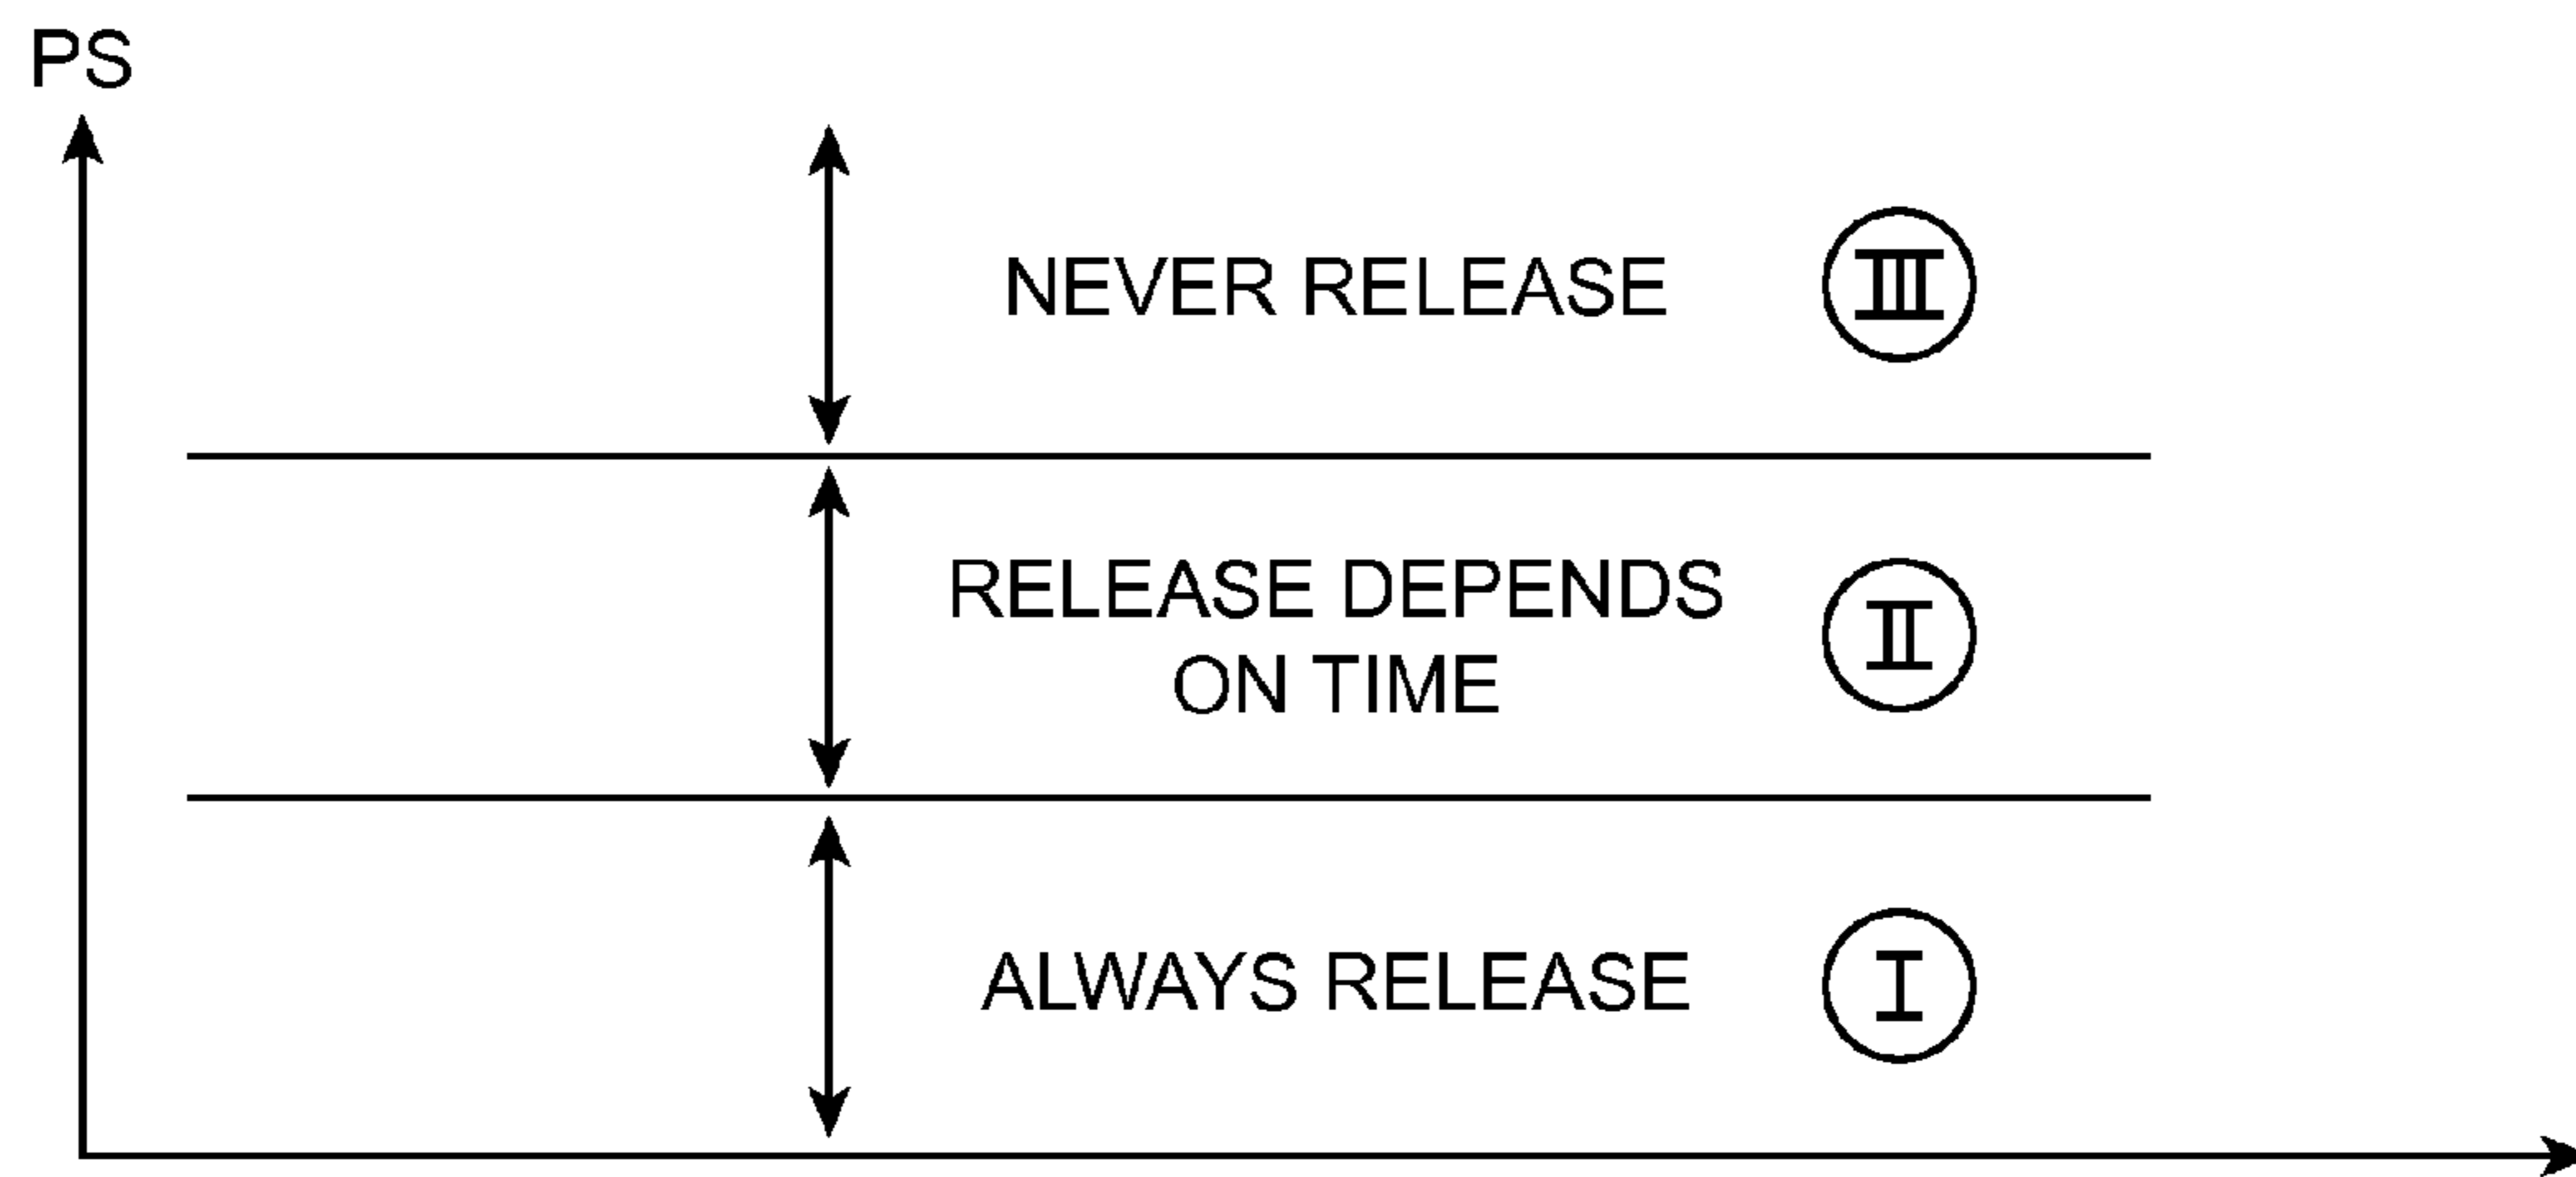 PS
NEVER RELEASE III
RELEASE DEPENDS
ON TIME
II
ALWAYS RELEASE I